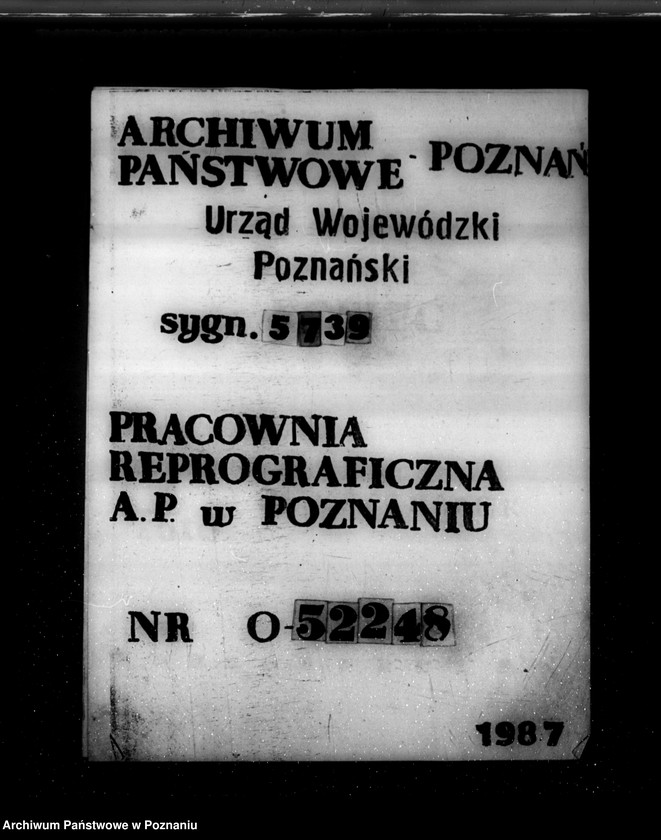 ARCHIWUM
PAŃSTWOWE - POZNAŃ
Urząd Wojewódzki
Poznański
sygn. 5739
PRACOWNIA
REPROGRAFICZNA
A.P. w POZNANIU
NR O-52248
1987
Archiwum Państwowe w Poznaniu